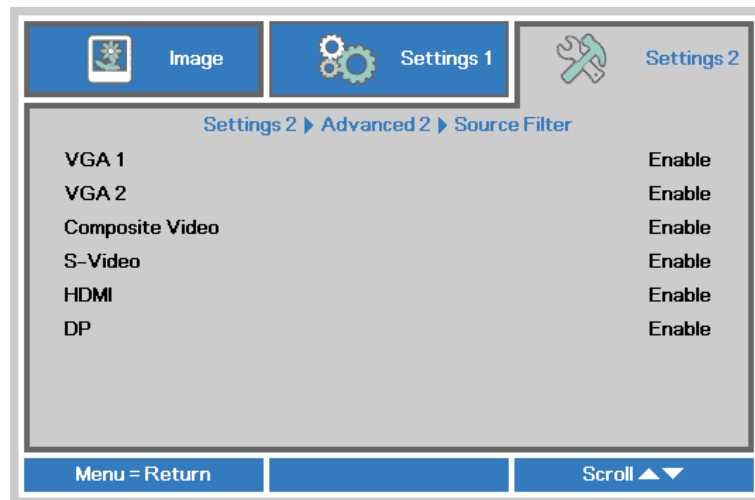 Image Settings 1 Settings 2
Settings 2 ▶ Advanced 2 ▶ Source Filter
VGA 1 Enable
VGA 2 Enable
Composite Video Enable
S-Video Enable
HDMI Enable
DP Enable
Menu = Return Scroll ▲▼